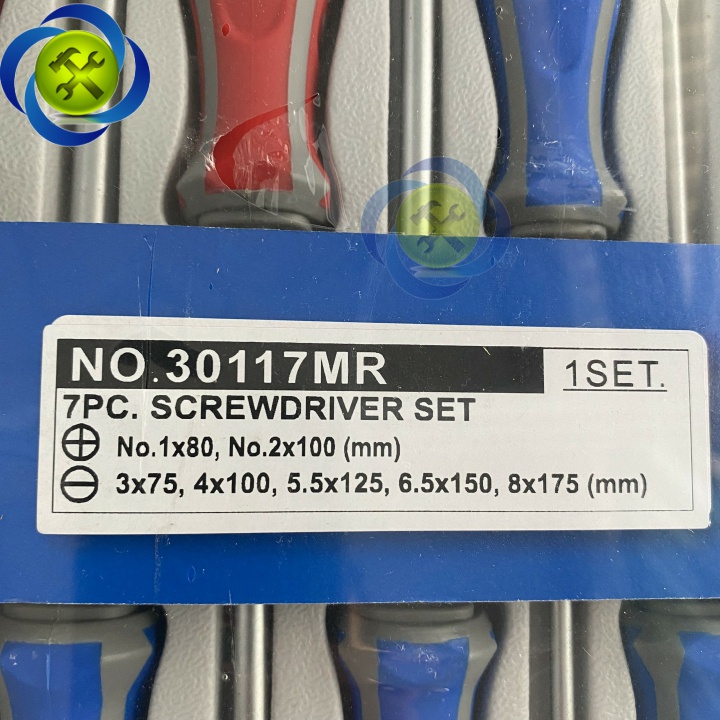 NO.30117MR
1SET.
7PC. SCREWDRIVER SET
⊕ No.1x80, No.2x100 (mm)
⊖ 3x75, 4x100, 5.5x125, 6.5x150, 8x175 (mm)